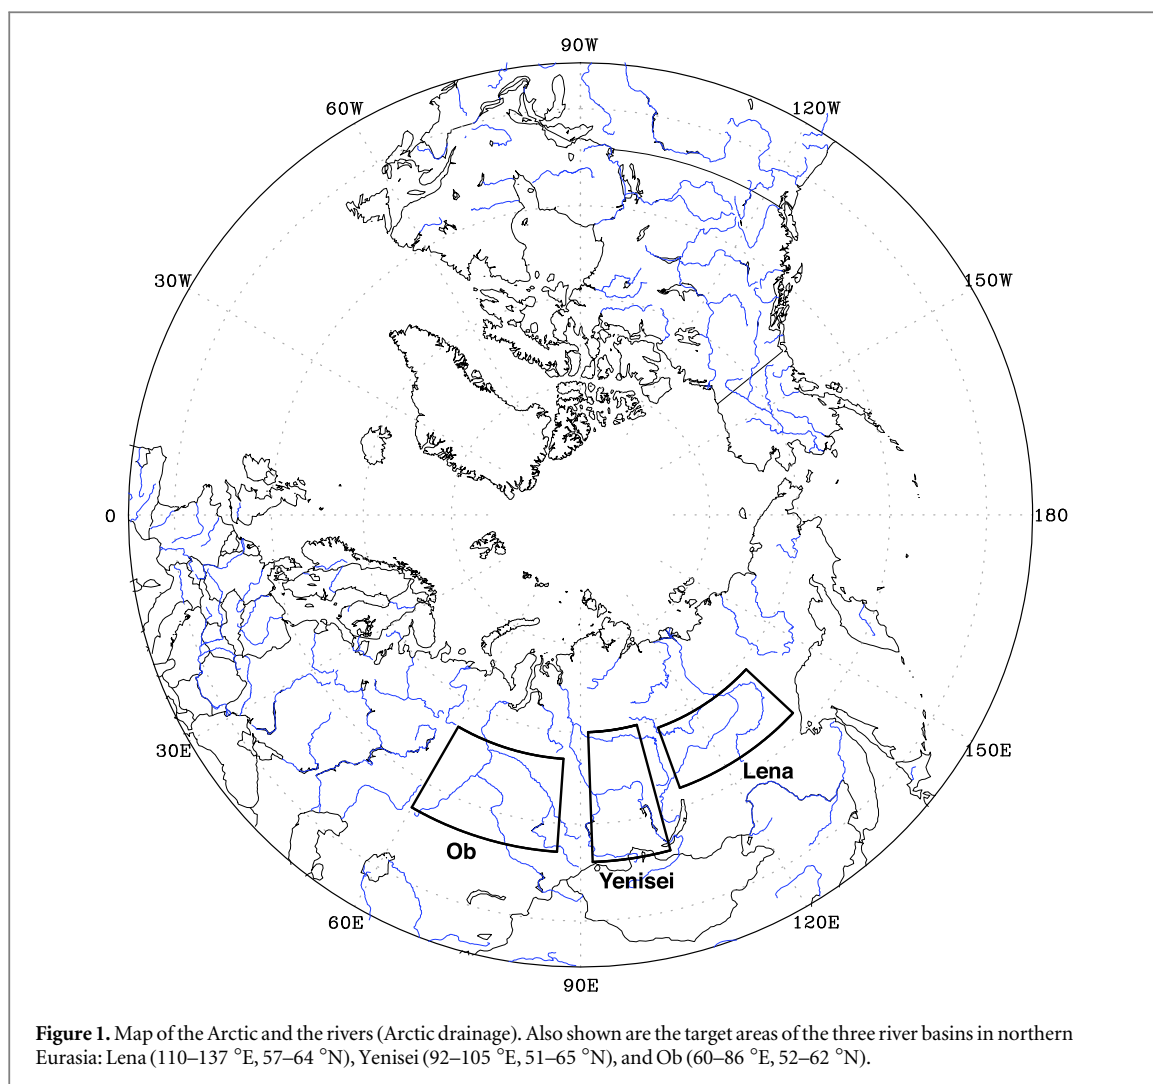 90W
60W
120W
30W
150W
0
180
30E
150E
Lena
Ob
Yenisei
60E
120E
90E
Figure 1. Map of the Arctic and the rivers (Arctic drainage). Also shown are the target areas of the three river basins in northern
Eurasia: Lena (110–137 °E, 57–64 °N), Yenisei (92–105 °E, 51–65 °N), and Ob (60–86 °E, 52–62 °N).